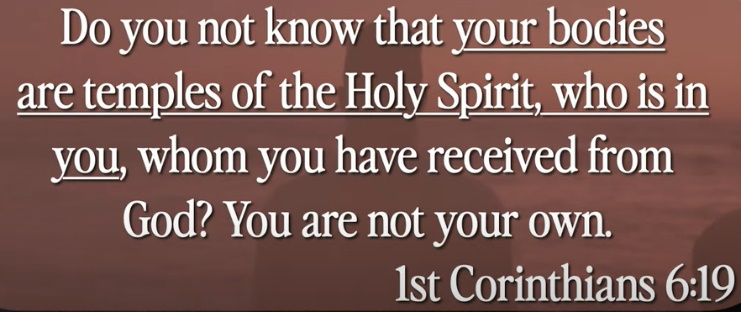 Do you not know that your bodies
are temples of the Holy Spirit, who is in
you, whom you have received from
God? You are not your own.
1st Corinthians 6:19